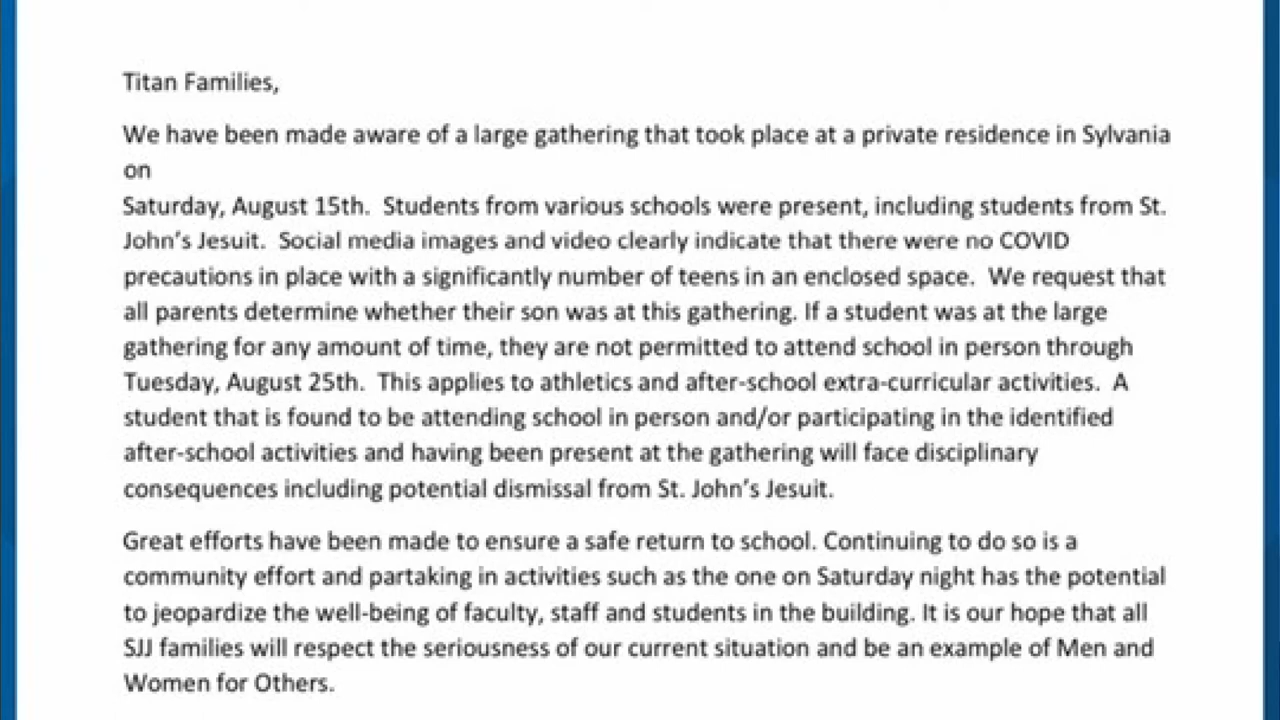 Titan Families,
We have been made aware of a large gathering that took place at a private residence in Sylvania
on
Saturday, August 15th.  Students from various schools were present, including students from St.
John's Jesuit.  Social media images and video clearly indicate that there were no COVID
precautions in place with a significantly number of teens in an enclosed space.  We request that
all parents determine whether their son was at this gathering. If a student was at the large
gathering for any amount of time, they are not permitted to attend school in person through
Tuesday, August 25th.  This applies to athletics and after-school extra-curricular activities.  A
student that is found to be attending school in person and/or participating in the identified
after-school activities and having been present at the gathering will face disciplinary
consequences including potential dismissal from St. John's Jesuit.
Great efforts have been made to ensure a safe return to school. Continuing to do so is a
community effort and partaking in activities such as the one on Saturday night has the potential
to jeopardize the well-being of faculty, staff and students in the building. It is our hope that all
SJJ families will respect the seriousness of our current situation and be an example of Men and
Women for Others.